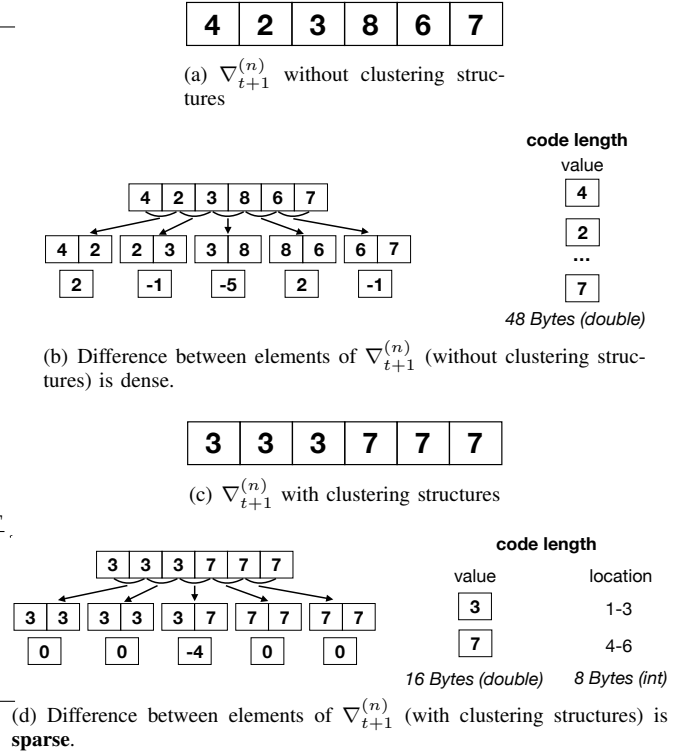 4 2 3 8 6 7
(a) ∇_{t+1}^{(n)} without clustering struc-
tures
code length
value
4
2
...
7
48 Bytes (double)
4 2 3 8 6 7
4 2 2 3 3 8 8 6 6 7
2 -1 -5 2 -1
(b) Difference between elements of ∇_{t+1}^{(n)} (without clustering struc-
tures) is dense.
3 3 3 7 7 7
(c) ∇_{t+1}^{(n)} with clustering structures
3 3 3 7 7 7
3 3 3 3 3 7 7 7 7 7
0 0 -4 0 0
code length
value location
3 1-3
7 4-6
16 Bytes (double) 8 Bytes (int)
(d) Difference between elements of ∇_{t+1}^{(n)} (with clustering structures) is
sparse.